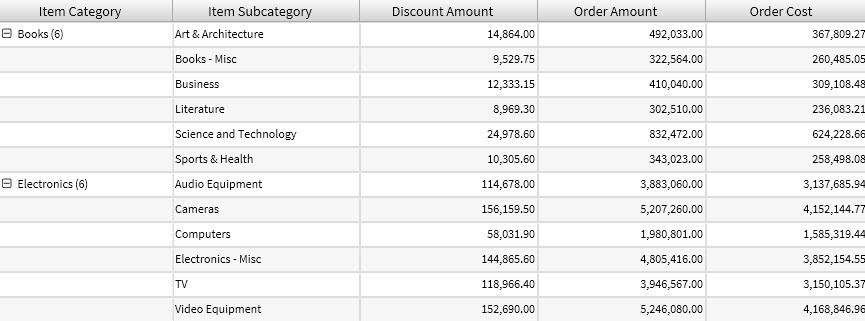 Item Category Item Subcategory Discount Amount Order Amount Order Cost
Books (6) Art & Architecture 14,864.00 492,033.00 367,809.27
Books - Misc 9,529.75 322,564.00 260,485.05
Business 12,333.15 410,040.00 309,108.48
Literature 8,969.30 302,510.00 236,083.21
Science and Technology 24,978.60 832,472.00 624,228.66
Sports & Health 10,305.60 343,023.00 258,498.08
Electronics (6) Audio Equipment 114,678.00 3,883,060.00 3,137,685.94
Cameras 156,159.50 5,207,260.00 4,152,144.77
Computers 58,031.90 1,980,801.00 1,585,319.44
Electronics - Misc 144,865.60 4,805,416.00 3,852,154.55
TV 118,966.40 3,946,567.00 3,150,105.37
Video Equipment 152,690.00 5,246,080.00 4,168,846.96